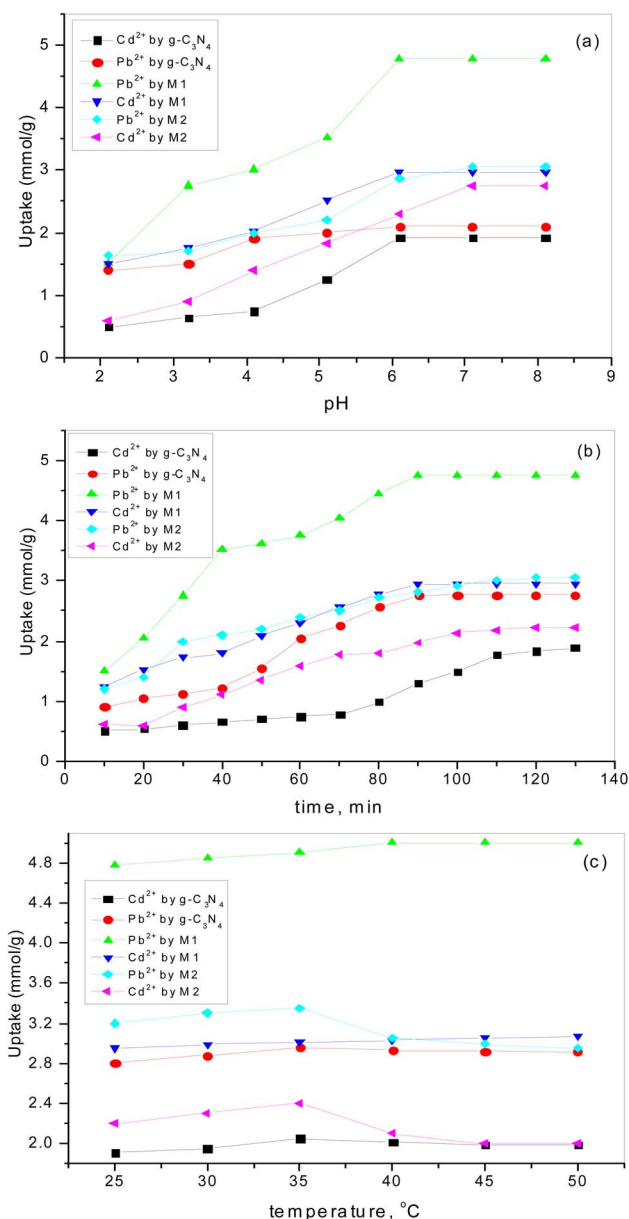 (a)
Cd²⁺ by g-C₃N₄
Pb²⁺ by g-C₃N₄
Pb²⁺ by M1
Cd²⁺ by M1
Pb²⁺ by M2
Cd²⁺ by M2
Uptake (mmol/g)
5
4
3
2
1
0
2 3 4 5 6 7 8 9
pH
(b)
Cd²⁺ by g-C₃N₄
Pb²⁺ by g-C₃N₄
Pb²⁺ by M1
Cd²⁺ by M1
Pb²⁺ by M2
Cd²⁺ by M2
Uptake (mmol/g)
5
4
3
2
1
0
0 20 40 60 80 100 120 140
time, min
(c)
Cd²⁺ by g-C₃N₄
Pb²⁺ by g-C₃N₄
Pb²⁺ by M1
Cd²⁺ by M1
Pb²⁺ by M2
Cd²⁺ by M2
Uptake (mmol/g)
4.8
4.4
4.0
3.6
3.2
2.8
2.4
2.0
25 30 35 40 45 50
temperature, °C